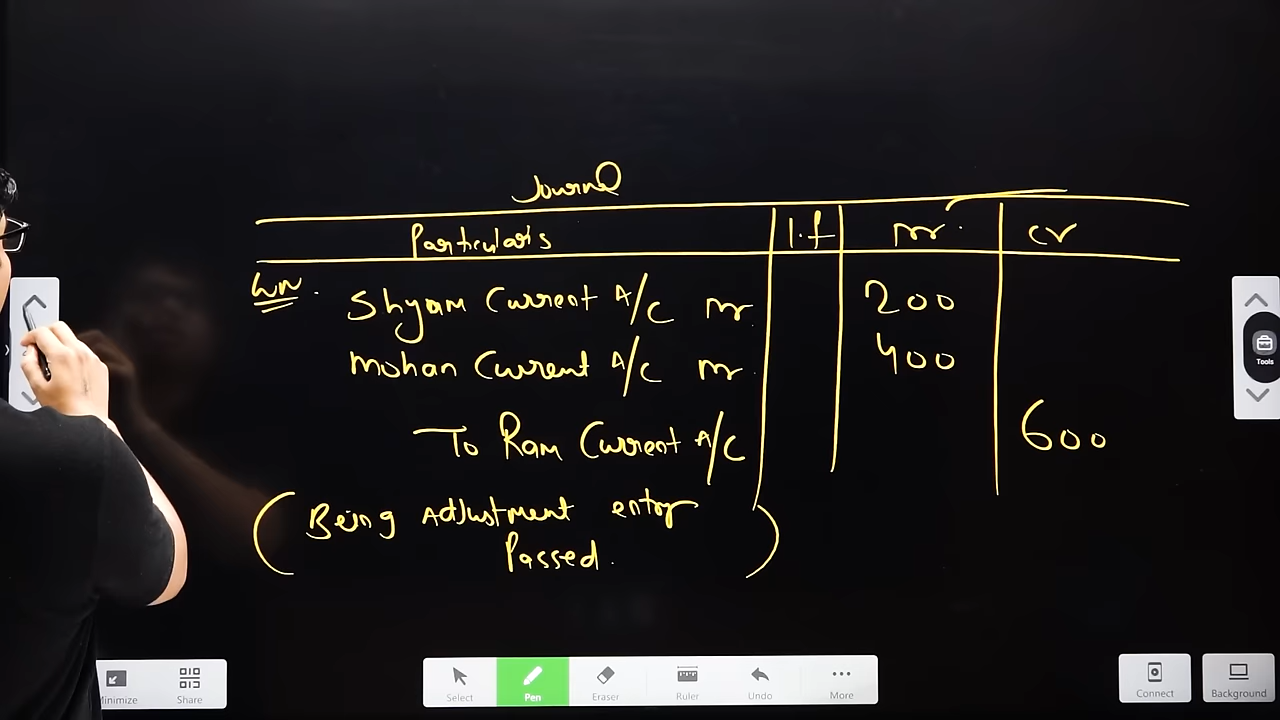 Journal
Particulars l.f Dr. Cr
Shyam Current A/C Dr. 200
Mohan Current A/C Dr. 400
To Ram Current A/C 600
(Being Adjustment entry
Passed.)
Tools
Minimize Share Select Pen Eraser Ruler Undo More Connect Background